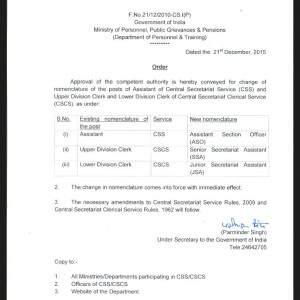 F.No.21/12/2010-CS.I(P)
Government of India
Ministry of Personnel, Public Grievances & Pensions
(Department of Personnel & Training)
*********
Dated the 21st December, 2015
Order
Approval of the competent authority is hereby conveyed for change of
nomenclature of the posts of Assistant of Central Secretariat Service (CSS) and
Upper Division Clerk and Lower Division Clerk of Central Secretariat Clerical Service
(CSCS), as under:
S.No. Existing nomenclature of the post Service New nomenclature
(i) Assistant CSS Assistant Section Officer (ASO)
(ii) Upper Division Clerk CSCS Senior Secretariat Assistant (SSA)
(iii) Lower Division Clerk CSCS Junior Secretariat Assistant (JSA)
2. The change in nomenclature comes into force with immediate effect.
3. The necessary amendments to Central Secretariat Service Rules, 2009 and
Central Secretariat Clerical Service Rules, 1962 will follow.
(Parminder Singh)
Under Secretary to the Government of India
Tele:24642705
Copy to:-
1. All Ministries/Departments participating in CSS/CSCS
2. Officers of CSS/CSCS
3. Website of the Department